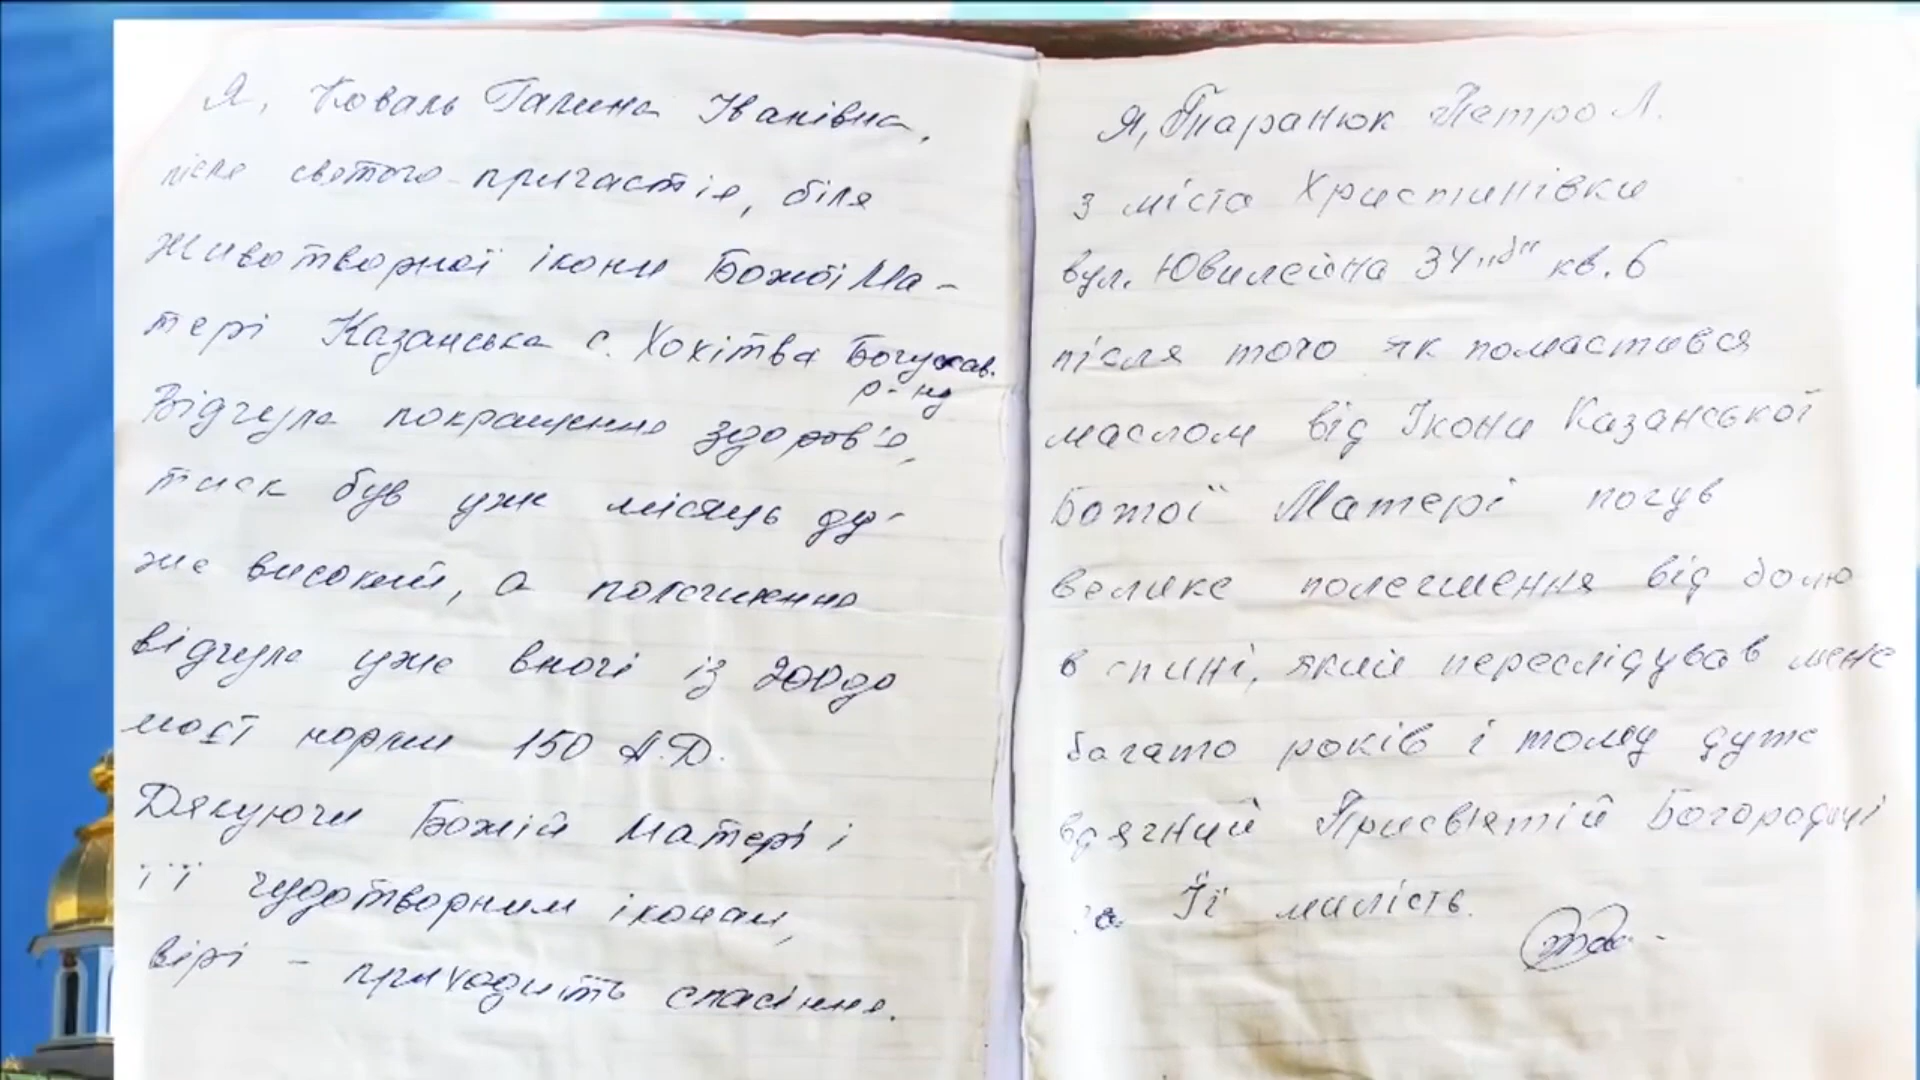 Я, Коваль Галина Іванівна,
після святого причастія, біля
Животворної ікони Божої Ма-
тері Казанська с. Хохітва Богуслав.
р-ну
Відчула покращення здоров'я,
тиск був уже місяць ду-
же високий, а полегшення
відчула уже вночі із 200 до
моєї норми 150 А.Д.
Дякуючи Божій Матері і
її чудотворним іконам,
вірі - приходить спасіння.
Я, Таранюк Петро Л.
з міста Христинівки
вул. Ювилейна 34 "б" кв. 6
після того як помастився
маслом від Ікони Казанської
Божої Матері почув
велике полегшення від болю
в спині, який переслідував мене
багато років і тому дуже
вдячний Присвятій Богородиці
за Її милість.